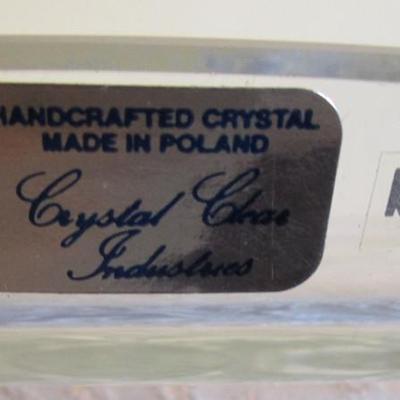 HANDCRAFTED CRYSTAL
MADE IN POLAND
Crystal Clear
Industries